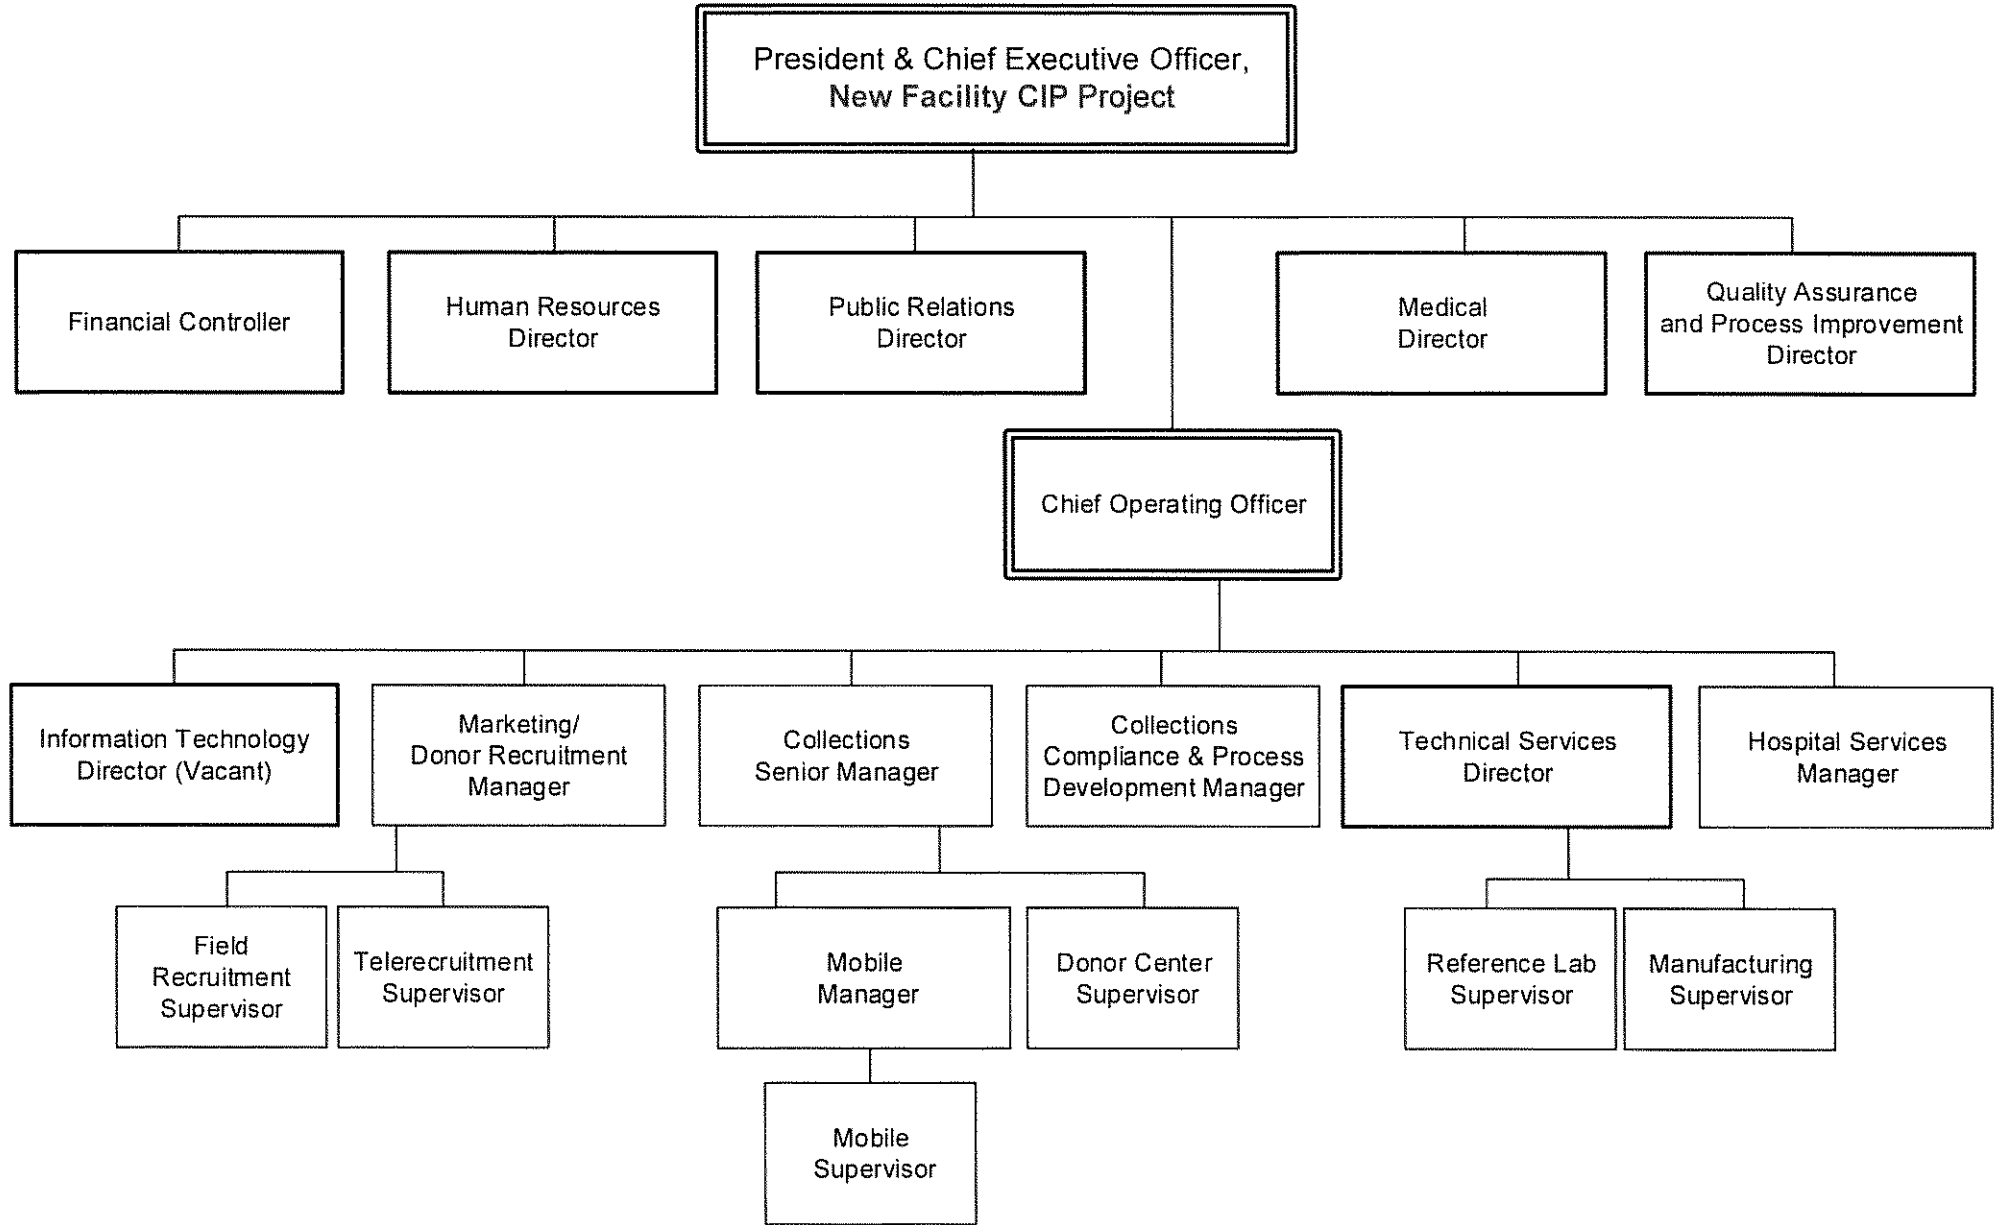 President & Chief Executive Officer,
New Facility CIP Project
Financial Controller
Human Resources
Director
Public Relations
Director
Medical
Director
Quality Assurance
and Process Improvement
Director
Chief Operating Officer
Information Technology
Director (Vacant)
Marketing/
Donor Recruitment
Manager
Collections
Senior Manager
Collections
Compliance & Process
Development Manager
Technical Services
Director
Hospital Services
Manager
Field
Recruitment
Supervisor
Telerecruitment
Supervisor
Mobile
Manager
Donor Center
Supervisor
Reference Lab
Supervisor
Manufacturing
Supervisor
Mobile
Supervisor